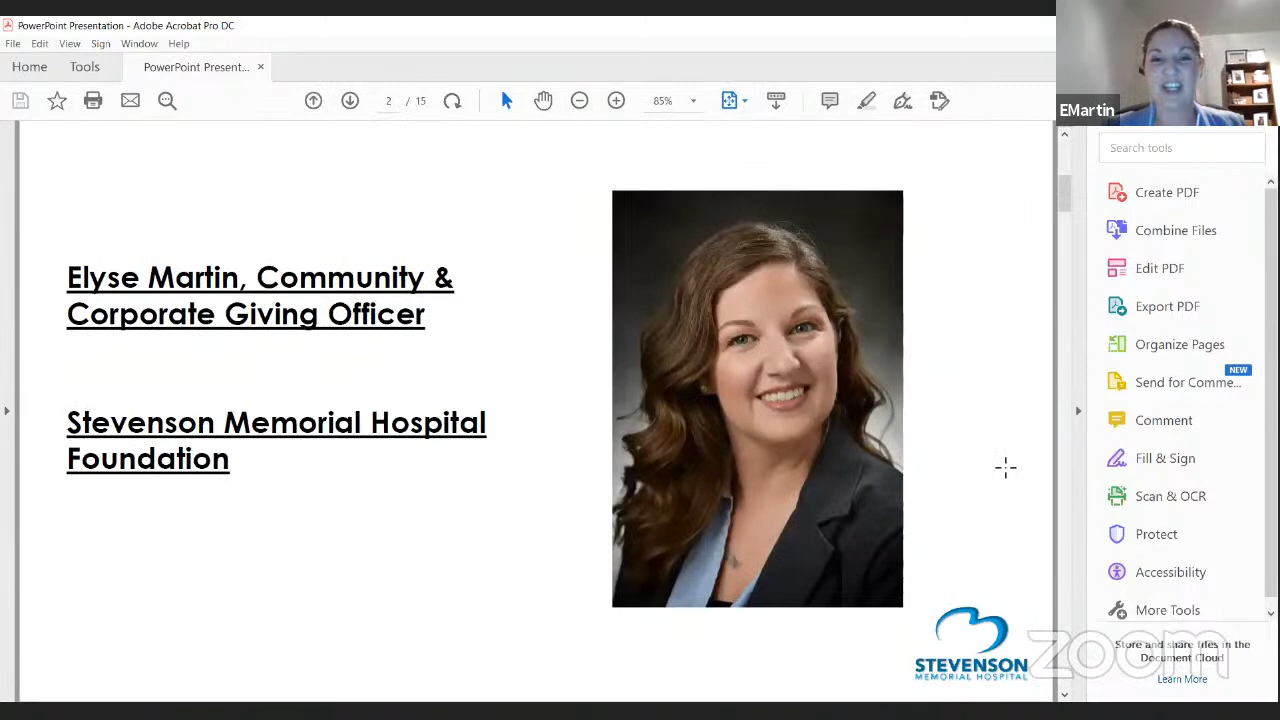 PowerPoint Presentation - Adobe Acrobat Pro DC
File Edit View Sign Window Help
Home Tools PowerPoint Present... ×
2 / 15 85%
EMartin
Search tools
Create PDF
Combine Files
Edit PDF
Export PDF
Organize Pages
NEW
Send for Comme...
Comment
Fill & Sign
Scan & OCR
Protect
Accessibility
More Tools
Store and share files in the
Document Cloud
Learn More
Elyse Martin, Community &
Corporate Giving Officer
Stevenson Memorial Hospital
Foundation
STEVENSON
MEMORIAL HOSPITAL
zoom